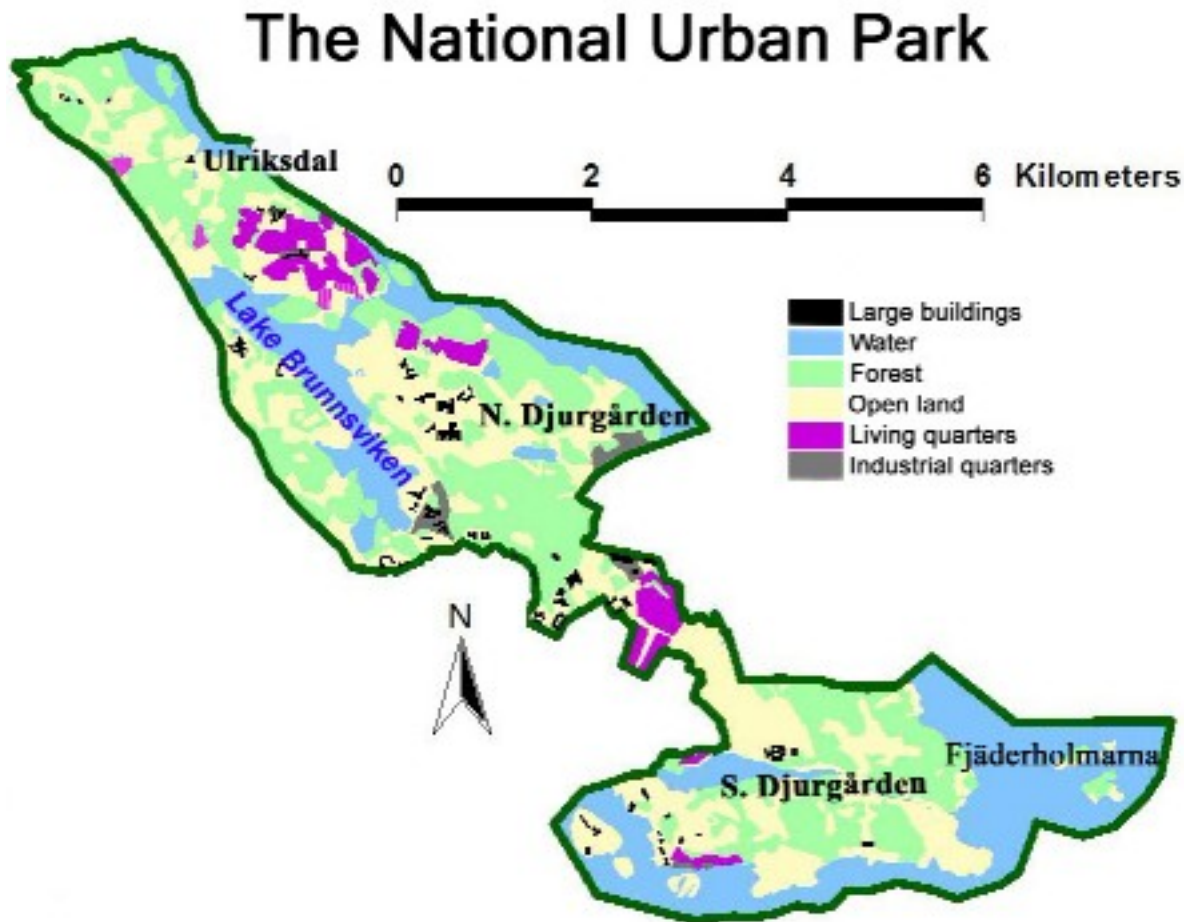 The National Urban Park
Ulriksdal
0 2 4 6 Kilometers
Lake Brunnsviken
Large buildings
Water
Forest
Open land
Living quarters
Industrial quarters
N. Djurgården
N
Fjäderholmarna
S. Djurgården